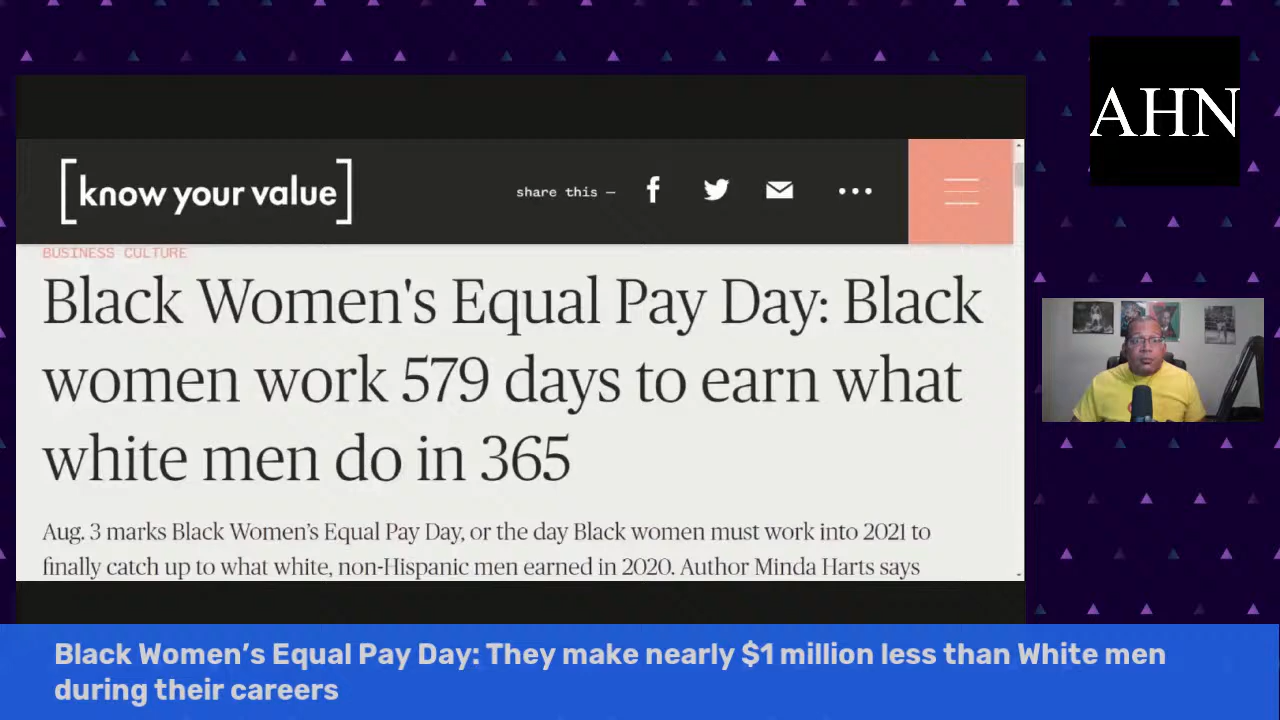 AHN
[know your value]
share this —
BUSINESS CULTURE
Black Women's Equal Pay Day: Black
women work 579 days to earn what
white men do in 365
Aug. 3 marks Black Women’s Equal Pay Day, or the day Black women must work into 2021 to
finally catch up to what white, non-Hispanic men earned in 2020. Author Minda Harts says
Black Women’s Equal Pay Day: They make nearly $1 million less than White men
during their careers